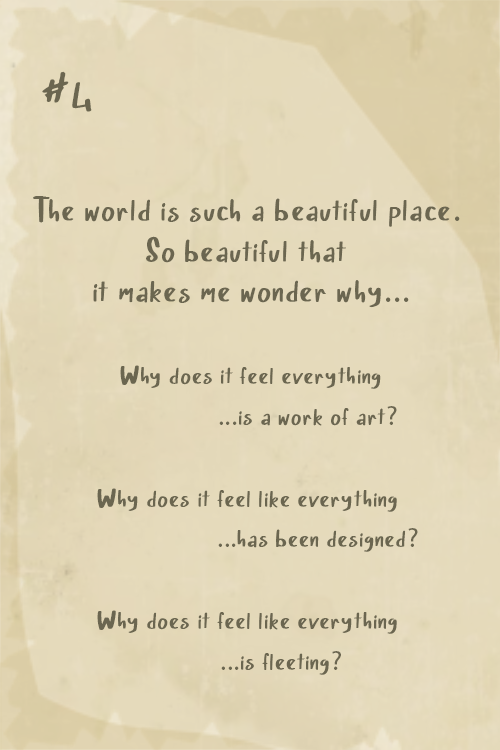 #4
The world is such a beautiful place.
So beautiful that
it makes me wonder why...
Why does it feel everything
...is a work of art?
Why does it feel like everything
...has been designed?
Why does it feel like everything
...is fleeting?